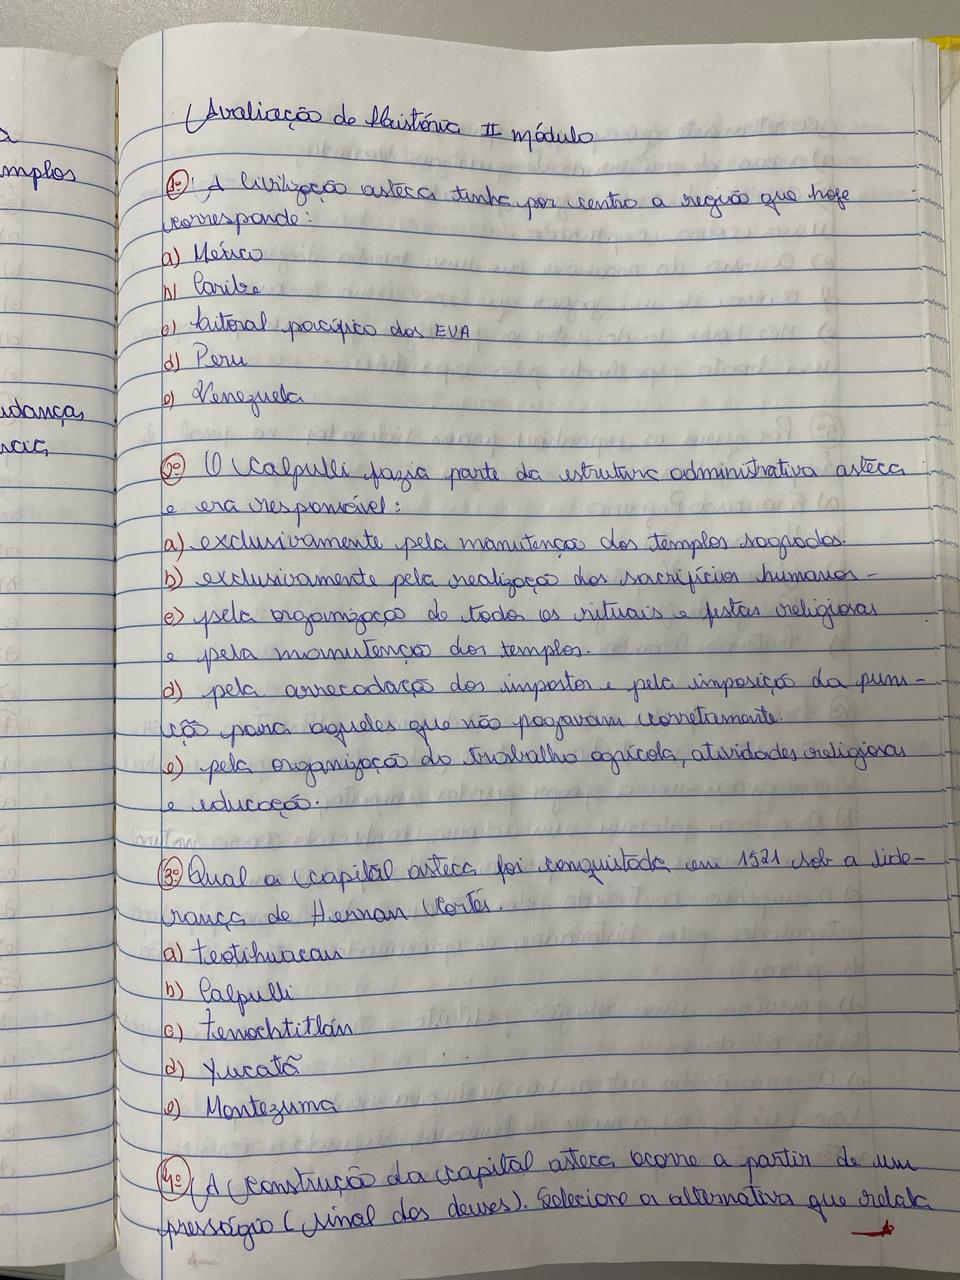 mplos
udanças
Avaliação de História II módulo
1º: A Civilização asteca tinha por centro a região que hoje
corresponde:
a) México
b) Caribe
c) Litoral pacífico dos EUA
d) Peru
e) Venezuela
2º O Calpulli fazia parte da estrutura administrativa asteca
e era responsável:
a) exclusivamente pela manutenção dos templos sagrados.
b) exclusivamente pela realização dos sacrifícios humanos-
c) pela organização de todos os rituais e festas religiosas
e pela manutenção dos templos.
d) pela arrecadação dos impostos e pela imposição da puni-
ção para aqueles que não pagavam corretamente.
e) pela organização do trabalho agrícola, atividades religiosas
e educação.
3º Qual a capital asteca foi conquistada em 1521 sob a lide-
rança de Hernan Cortés.
a) Teotihuacan
b) Calpulli
c) Tenochtitlán
d) Yucatã
e) Montezuma
4º A Construção da capital asteca ocorre a partir de um
presságio (sinal dos deuses). Selecione a alternativa que relata